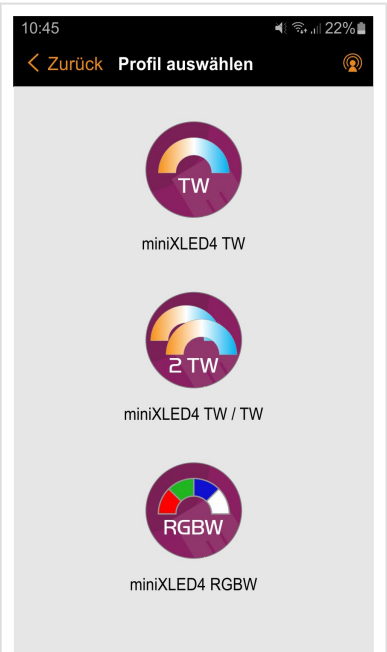 10:45
22%
Zurück Profil auswählen
TW
miniXLED4 TW
2 TW
miniXLED4 TW / TW
RGBW
miniXLED4 RGBW